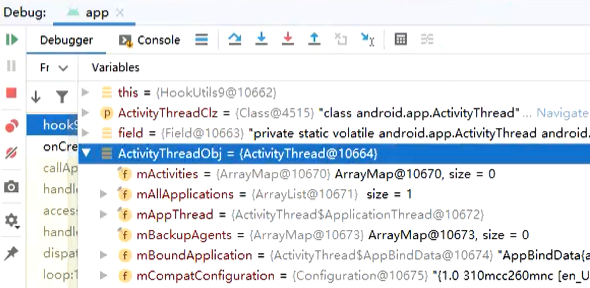 Debug: app
Debugger Console
Fr Variables
this = {HookUtils9@10662}
ActivityThreadClz = {Class@4515} "class android.app.ActivityThread" ... Navigate
field = {Field@10663} "private static volatile android.app.ActivityThread android.
hookS ActivityThreadObj = {ActivityThread@10664}
onCre mActivities = {ArrayMap@10670} ArrayMap@10670, size = 0
callAp mAllApplications = {ArrayList@10671} size = 1
handle mAppThread = {ActivityThread$ApplicationThread@10672}
access mBackupAgents = {ArrayMap@10673} ArrayMap@10673, size = 0
handle mBoundApplication = {ActivityThread$AppBindData@10674} "AppBindData{a
dispat mCompatConfiguration = {Configuration@10675} "{1.0 310mcc260mnc [en_U
loop:1